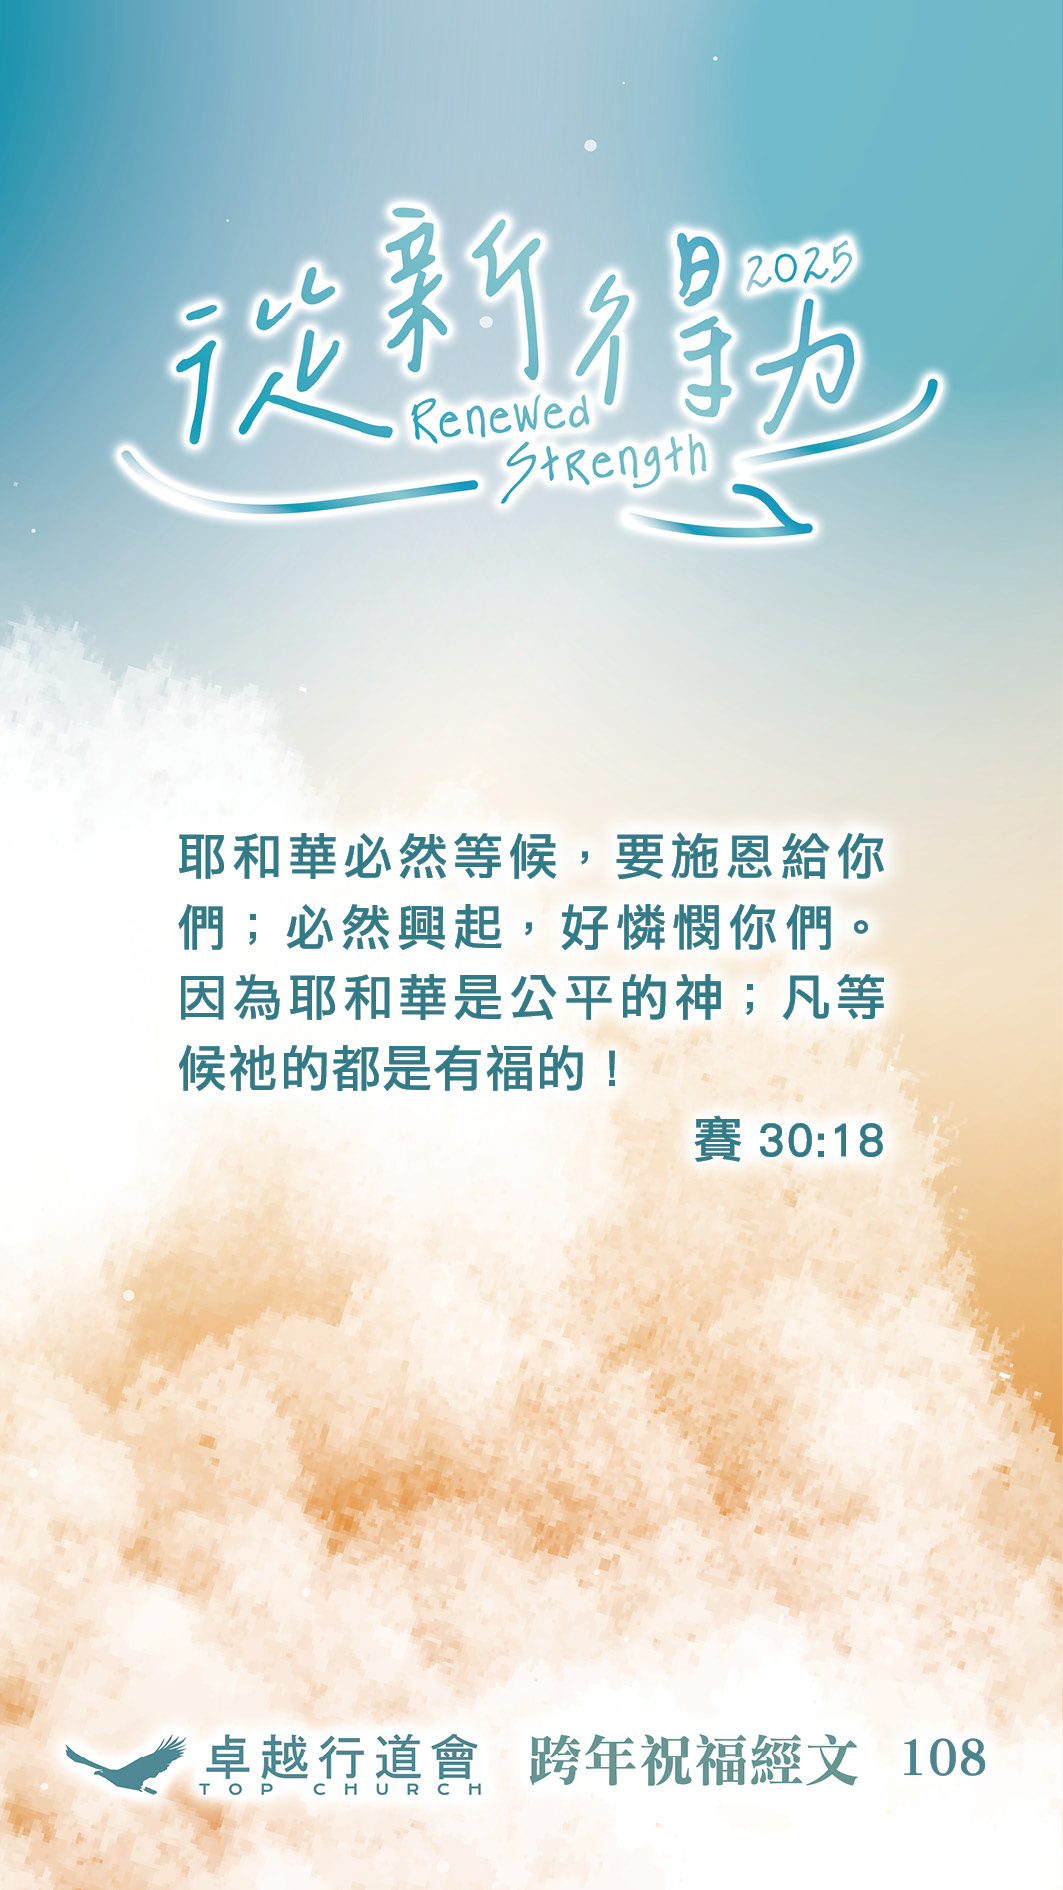 從新得力 2025
Renewed
Strength
耶和華必然等候，要施恩給你
們；必然興起，好憐憫你們。
因為耶和華是公平的神；凡等
候祂的都是有福的！
賽 30:18
卓越行道會 跨年祝福經文 108
TOP CHURCH